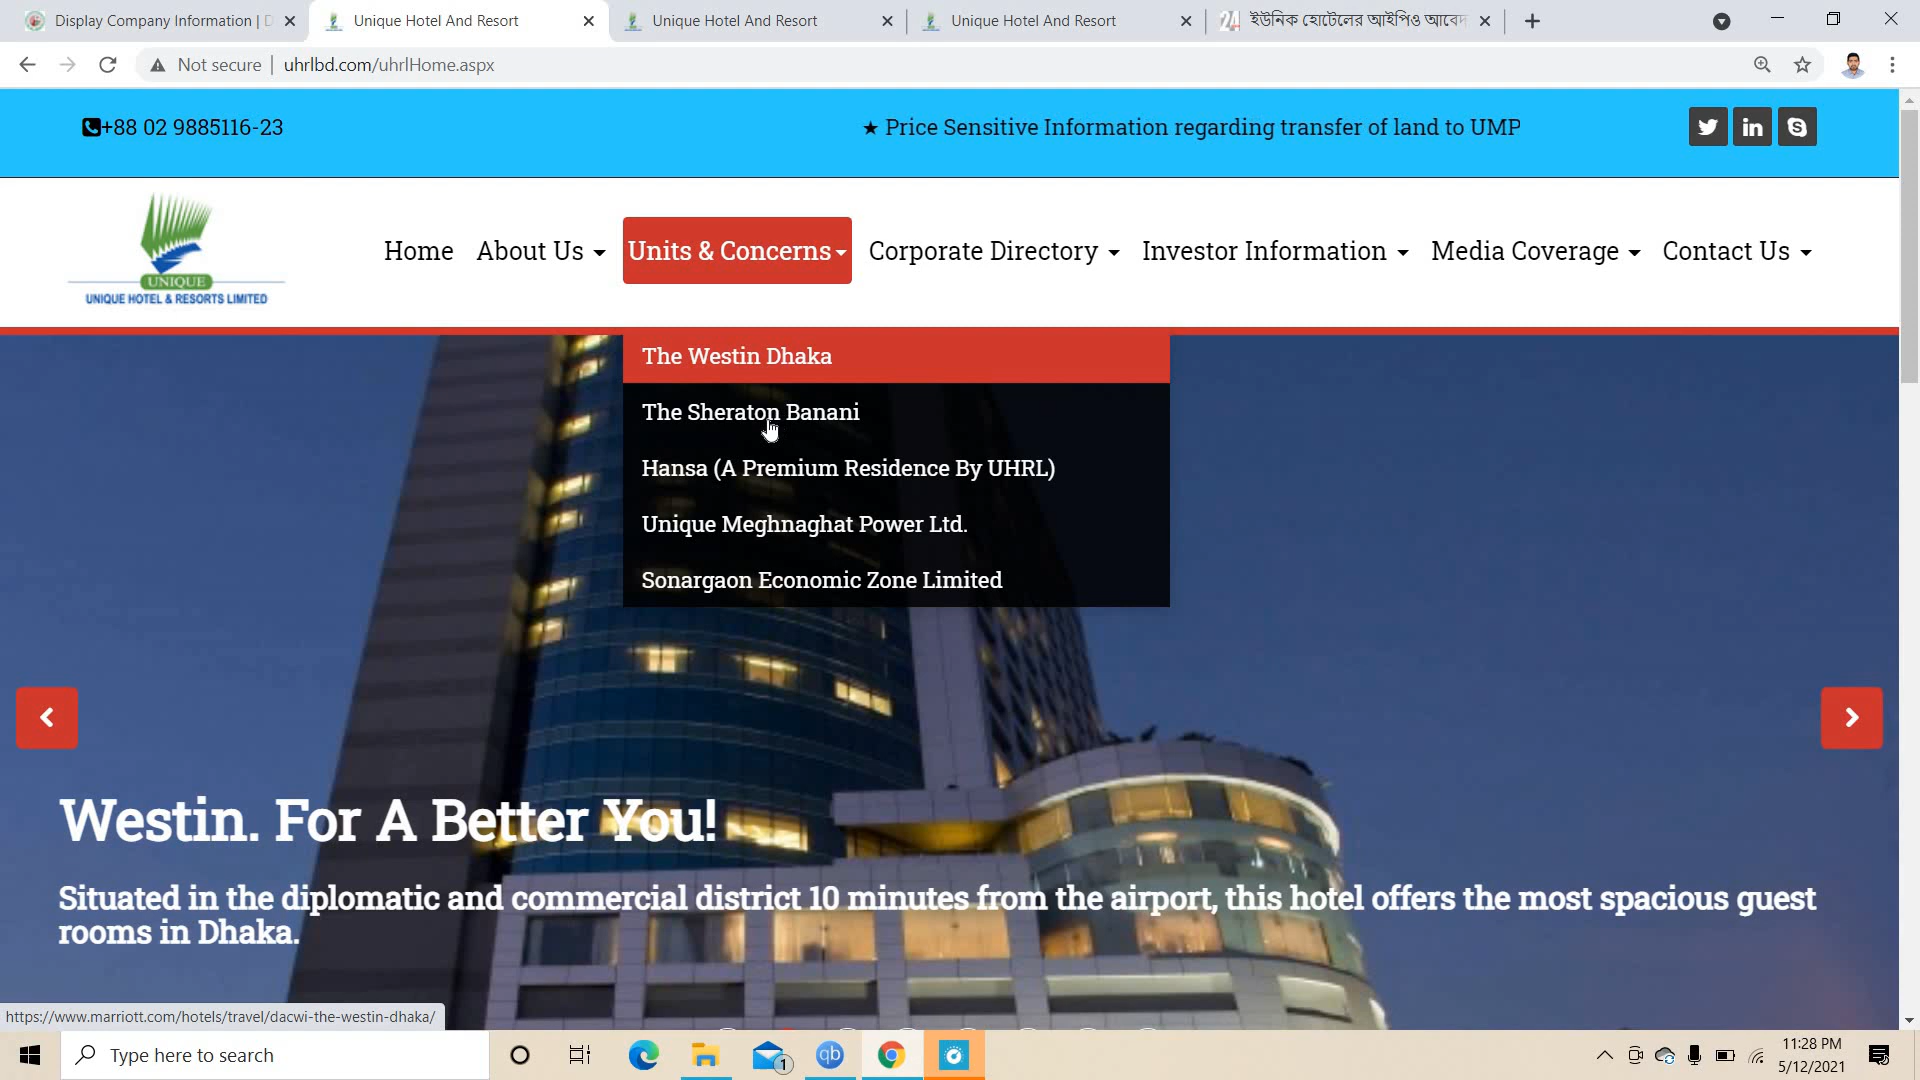 Display Company Information | D
Unique Hotel And Resort
Unique Hotel And Resort
Unique Hotel And Resort
ইউনিক হোটেলের আইপিও আবেদ
Not secure
uhrlbd.com/uhrlHome.aspx
+88 02 9885116-23
★ Price Sensitive Information regarding transfer of land to UMP
UNIQUE
UNIQUE HOTEL & RESORTS LIMITED
Home
About Us
Units & Concerns
Corporate Directory
Investor Information
Media Coverage
Contact Us
The Westin Dhaka
The Sheraton Banani
Hansa (A Premium Residence By UHRL)
Unique Meghnaghat Power Ltd.
Sonargaon Economic Zone Limited
Westin. For A Better You!
Situated in the diplomatic and commercial district 10 minutes from the airport, this hotel offers the most spacious guest
rooms in Dhaka.
https://www.marriott.com/hotels/travel/dacwi-the-westin-dhaka/
Type here to search
1
qb
11:28 PM
5/12/2021